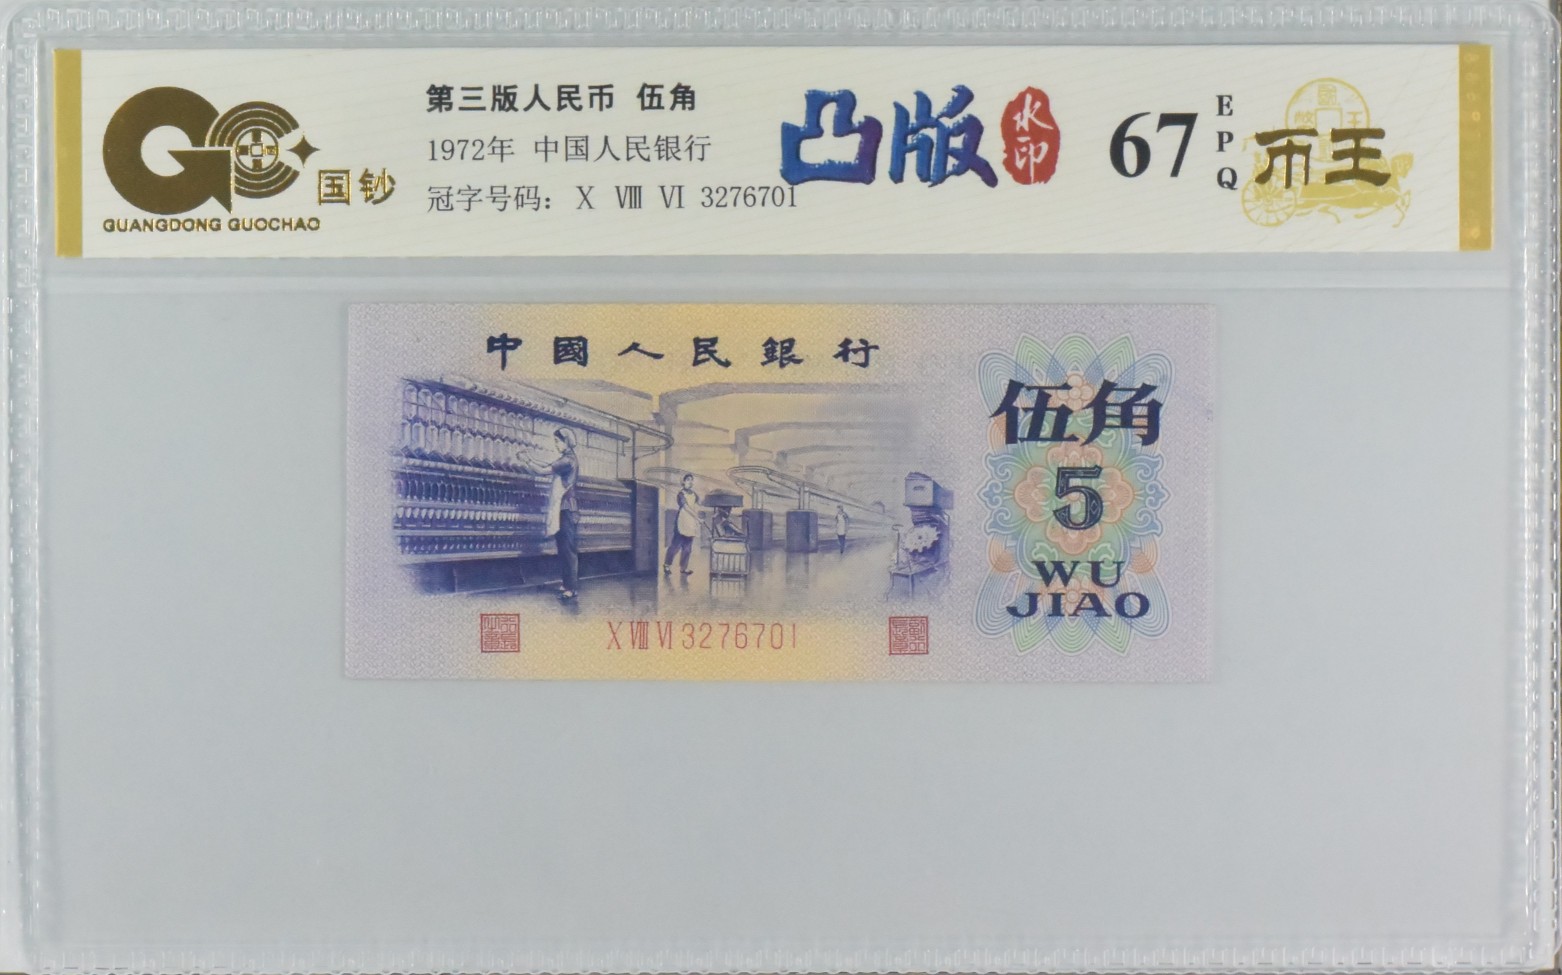 GUANGDONG GUOCHAO
国钞
第三版人民币 伍角
1972年 中国人民银行
冠字号码: Ⅹ Ⅷ Ⅵ 3276701
凸版
水印
67
EPQ
币王
中國人民銀行
伍角
5
WU
JIAO
Ⅹ Ⅷ Ⅵ 3276701